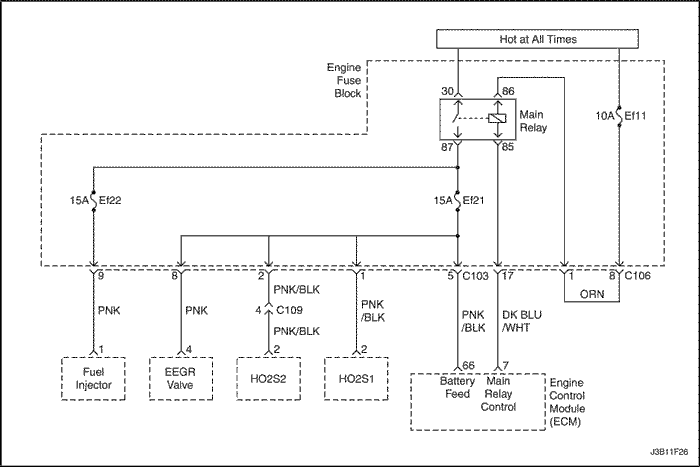 Hot at All Times
Engine
Fuse
Block
30
86
Main
Relay
10A Ef11
87
85
15A Ef22
15A Ef21
9
8
2
1
5 C103
17
1
8 C106
PNK/BLK
ORN
PNK
PNK
4 C109
PNK
/BLK
PNK
/BLK
DK BLU
/WHT
PNK/BLK
1
4
2
2
66
7
Fuel
Injector
EEGR
Valve
HO2S2
HO2S1
Battery
Feed
Main
Relay
Control
Engine
Control
Module
(ECM)
J3B11F26